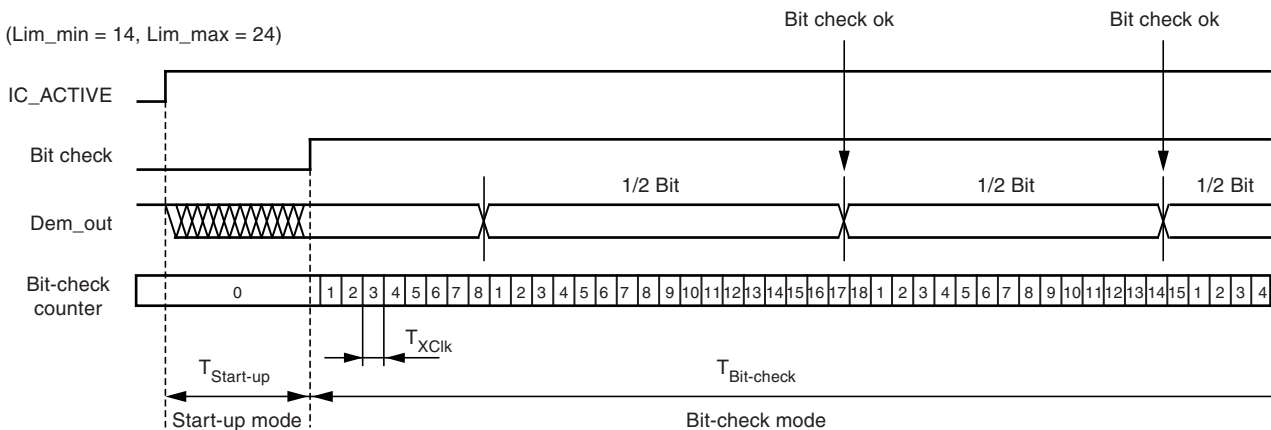 Bit check ok Bit check ok
(Lim_min = 14, Lim_max = 24)
IC_ACTIVE
Bit check
1/2 Bit 1/2 Bit 1/2 Bit
Dem_out
Bit-check
counter
0 1 2 3 4 5 6 7 8 1 2 3 4 5 6 7 8 9 10 11 12 13 14 15 16 17 18 1 2 3 4 5 6 7 8 9 10 11 12 13 14 15 1 2 3 4
TXClk
TStart-up TBit-check
Start-up mode Bit-check mode